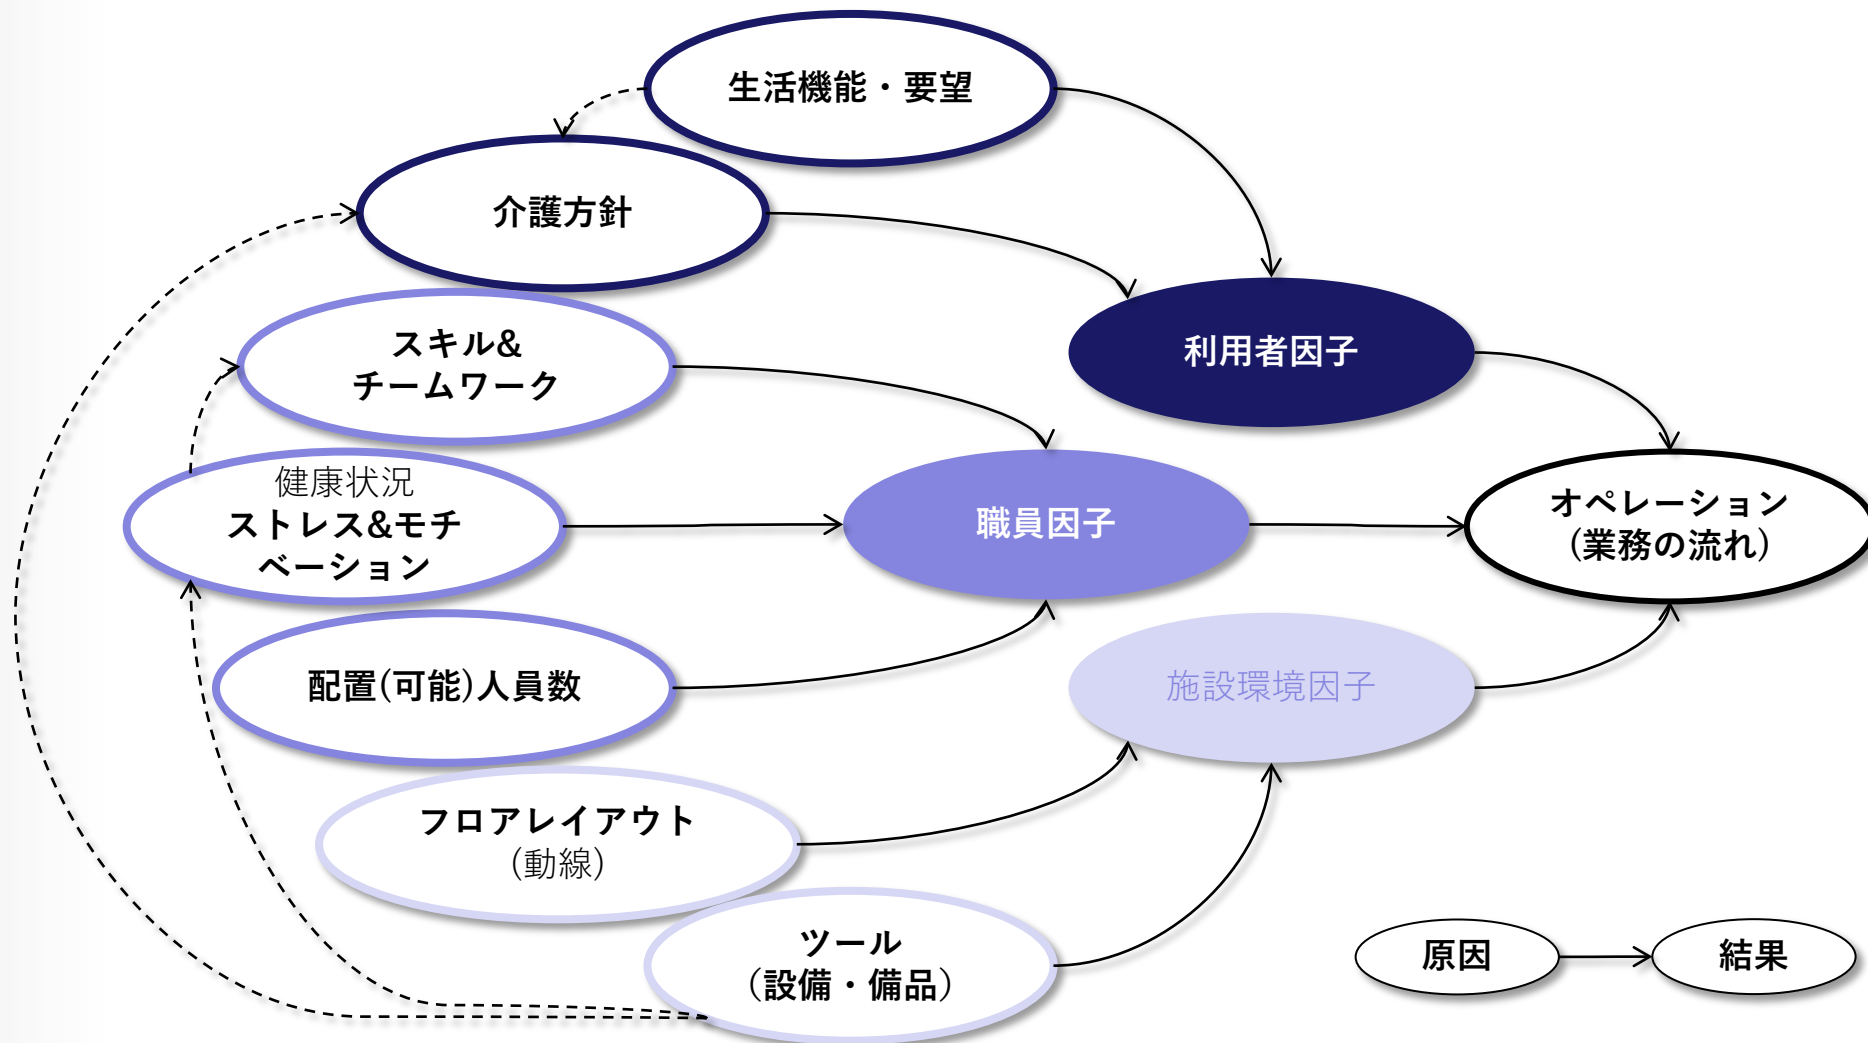 生活機能・要望
介護方針
スキル&
チームワーク
利用者因子
健康状況
ストレス&モチ
ベーション
職員因子
オペレーション
(業務の流れ)
配置(可能)人員数
施設環境因子
フロアレイアウト
(動線)
ツール
(設備・備品)
原因
結果